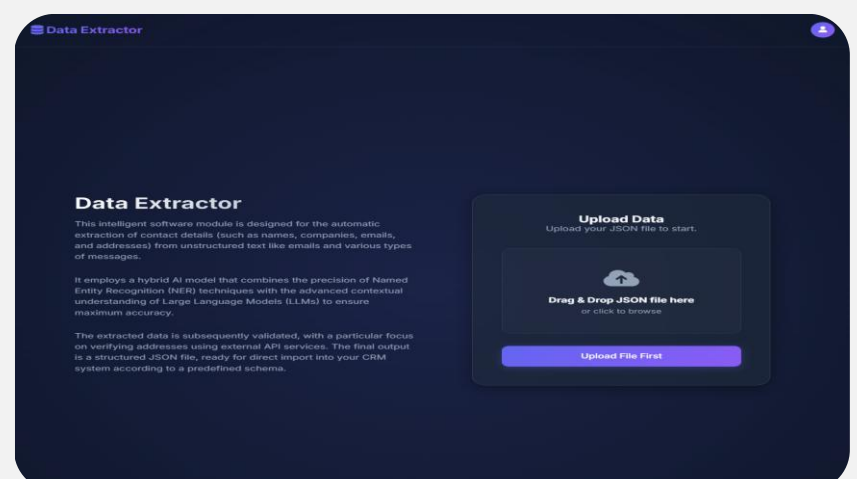 Data Extractor
Data Extractor
This intelligent software module is designed for the automatic
extraction of contact details (such as names, companies, emails,
and addresses) from unstructured text like emails and various types
of messages.
It employs a hybrid AI model that combines the precision of Named
Entity Recognition (NER) techniques with the advanced contextual
understanding of Large Language Models (LLMs) to ensure
maximum accuracy.
The extracted data is subsequently validated, with a particular focus
on verifying addresses using external API services. The final output
is a structured JSON file, ready for direct import into your CRM
system according to a predefined schema.
Upload Data
Upload your JSON file to start.
Drag & Drop JSON file here
or click to browse
Upload File First